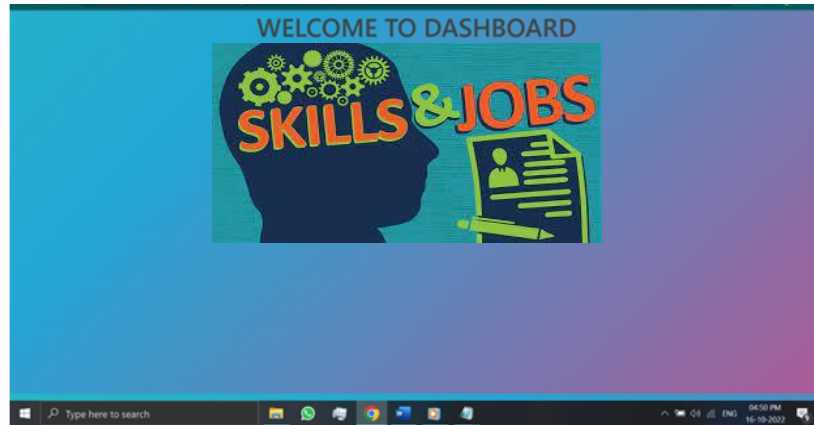 WELCOME TO DASHBOARD
SKILLS & JOBS
Type here to search
ENG
04:50 PM
16-10-2022